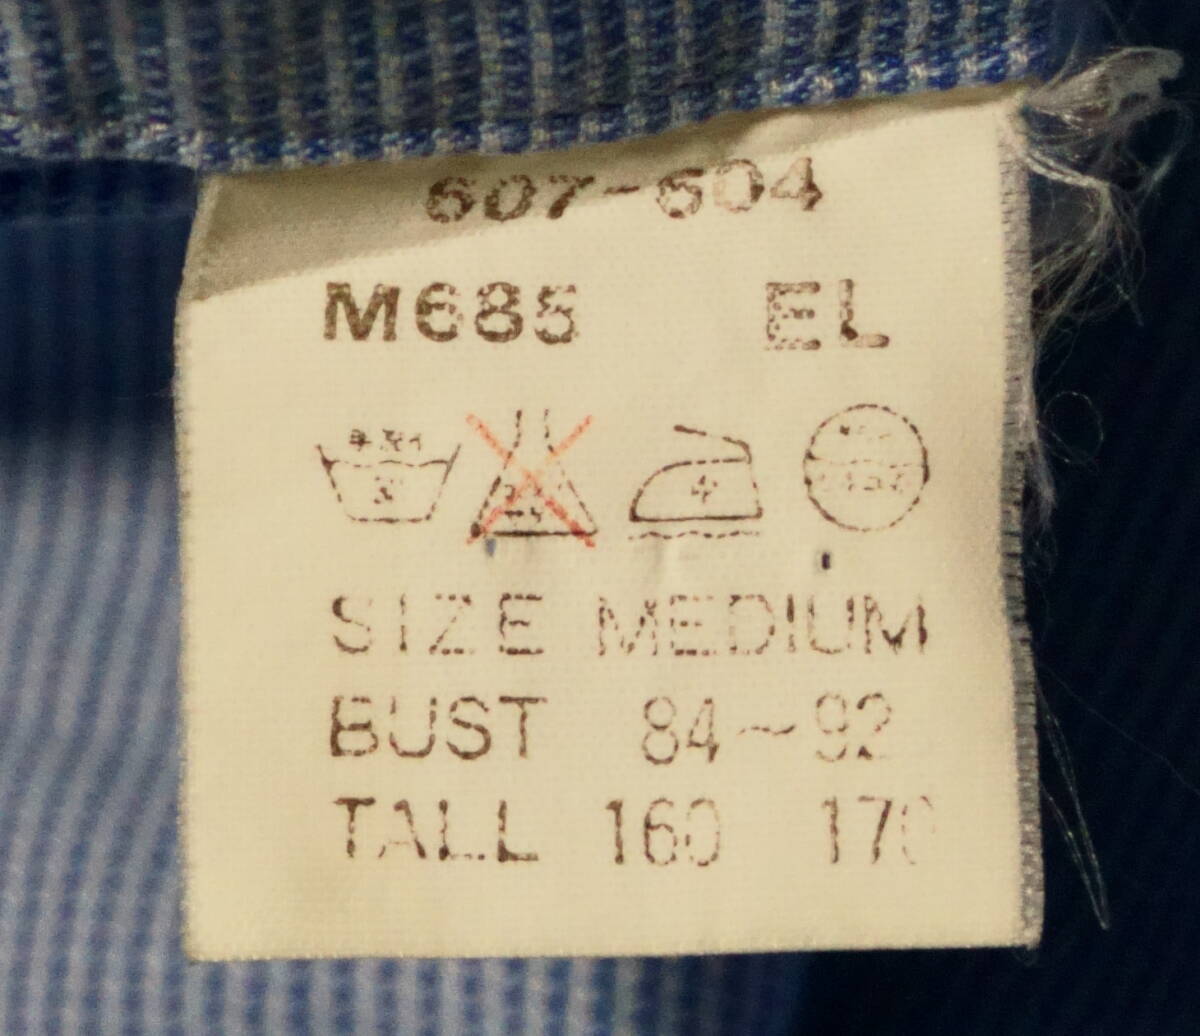 607-604
M685 EL
SIZE MEDIUM
BUST 84~92
TALL 160 170